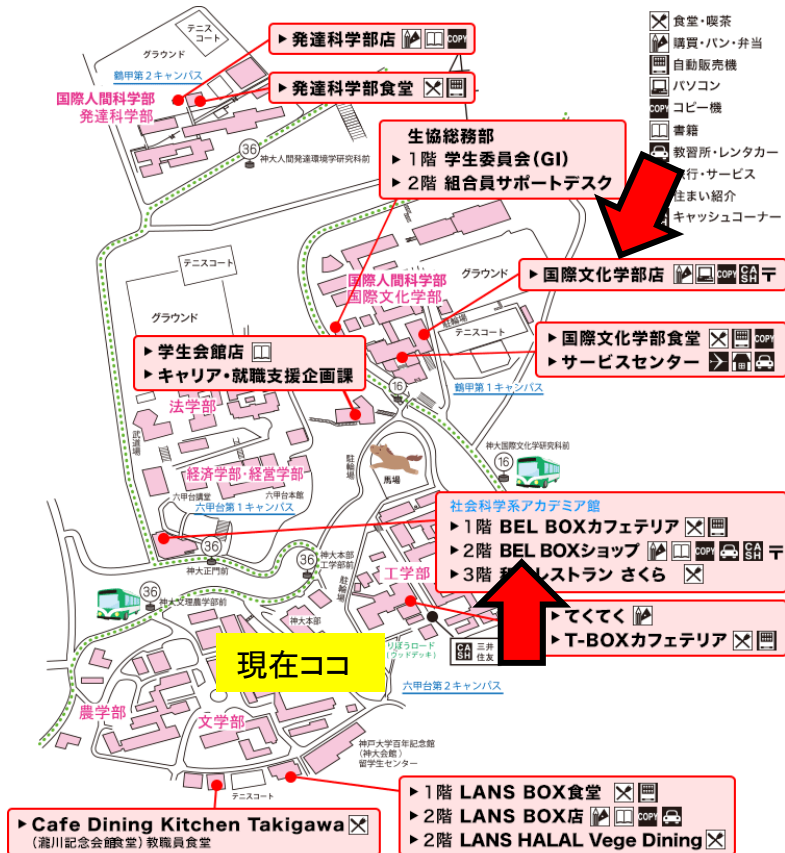 テニス
コート
グラウンド
鶴甲第2キャンパス
国際人間科学部
発達科学部
▶発達科学部店 COPY
▶発達科学部食堂
食堂・喫茶
購買・パン・弁当
自動販売機
パソコン
COPY コピー機
書籍
教習所・レンタカー
行・サービス
住まい紹介
キャッシュコーナー
36
神大人間発達環境学研究科前
生協総務部
▶1階 学生委員会(GI)
▶2階 組合員サポートデスク
テニスコート
グラウンド
国際人間科学部
国際文化学部
グラウンド
▶国際文化学部店 COPY CASH 〒
駐輪場
テニスコート
▶国際文化学部食堂 COPY
▶サービスセンター
▶学生会館店
▶キャリア・就職支援企画課
16
鶴甲第1キャンパス
法学部
武道場
駐輪場
馬場
神大国際文化学研究科前
16
経済学部・経営学部
六甲台講堂
六甲台本館
六甲台第1キャンパス
社会科学系アカデミア館
▶1階 BEL BOXカフェテリア
▶2階 BEL BOXショップ COPY CASH 〒
▶3階 レストラン さくら
36
神大正門前
36
神大本部
工学部前
駐輪場
工学部
36
神大文理農学部前
神大本部
▶てくてく
▶T-BOXカフェテリア
りぼうロード
(ウッドデッキ)
CASH 三井
住友
現在ココ
六甲台第2キャンパス
農学部
文学部
神戸大学百年記念館
(神大会館)
留学生センター
テニスコート
▶1階 LANS BOX食堂
▶2階 LANS BOX店 COPY
▶2階 LANS HALAL Vege Dining
▶Cafe Dining Kitchen Takigawa
(瀧川記念会館食堂) 教職員食堂